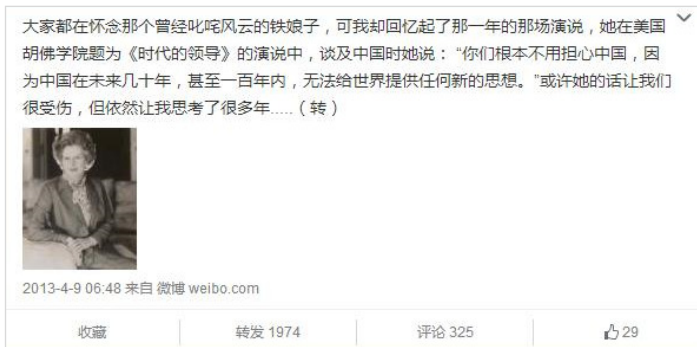 大家都在怀念那个曾经叱咤风云的铁娘子，可我却回忆起了那一年的那场演说，她在美国
胡佛学院题为《时代的领导》的演说中，谈及中国时她说：“你们根本不用担心中国，因
为中国在未来几十年，甚至一百年内，无法给世界提供任何新的思想。”或许她的话让我们
很受伤，但依然让我思考了很多年.....（转）
2013-4-9 06:48 来自 微博 weibo.com
收藏 转发 1974 评论 325 29